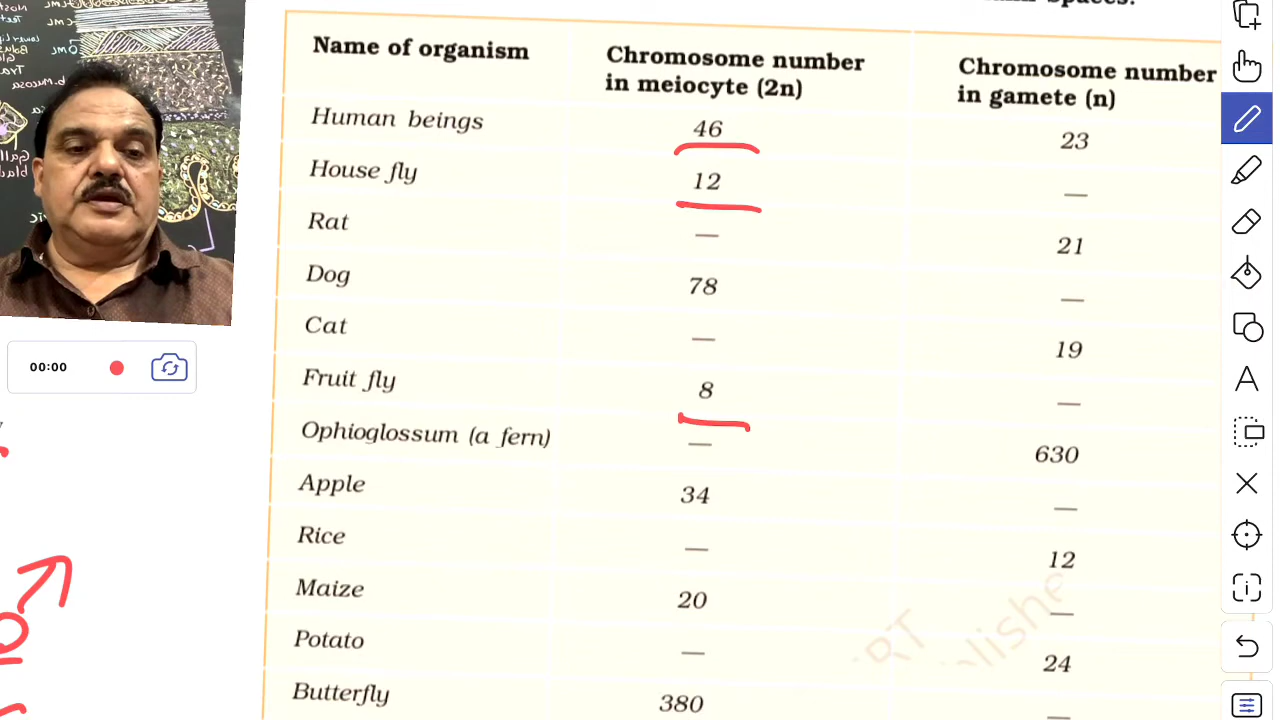 Name of organism
Chromosome number
in meiocyte (2n)
Chromosome number
in gamete (n)
Human beings 46 23
House fly 12 —
Rat — 21
Dog 78 —
Cat — 19
Fruit fly 8 —
Ophioglossum (a fern) — 630
Apple 34 —
Rice — 12
Maize 20 —
Potato — 24
Butterfly 380 —
00:00
A